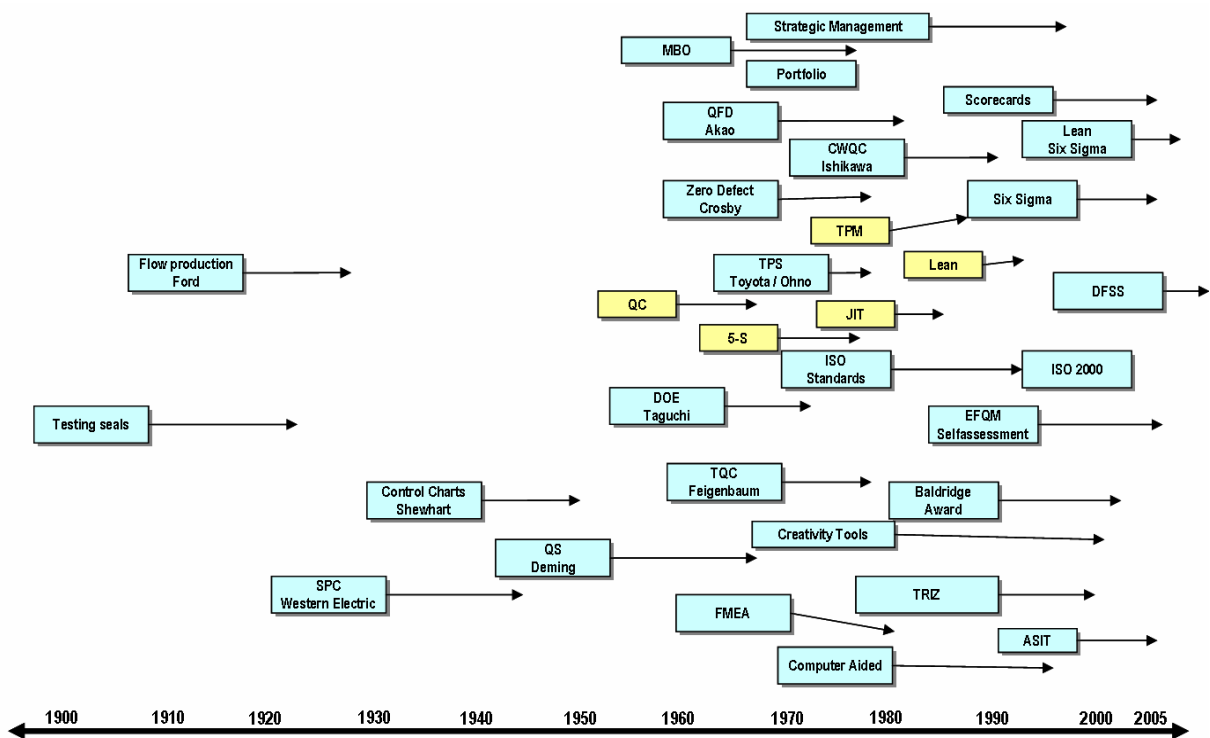 Strategic Management
MBO
Portfolio
Scorecards
QFD
Akao
Lean
Six Sigma
CWQC
Ishikawa
Zero Defect
Crosby
Six Sigma
TPM
Flow production
Ford
TPS
Toyota / Ohno
Lean
DFSS
QC
JIT
5-S
ISO
Standards
ISO 2000
DOE
Taguchi
Testing seals
EFQM
Selfassessment
TQC
Feigenbaum
Control Charts
Shewhart
Baldridge
Award
Creativity Tools
QS
Deming
SPC
Western Electric
TRIZ
FMEA
ASIT
Computer Aided
1900 1910 1920 1930 1940 1950 1960 1970 1980 1990 2000 2005